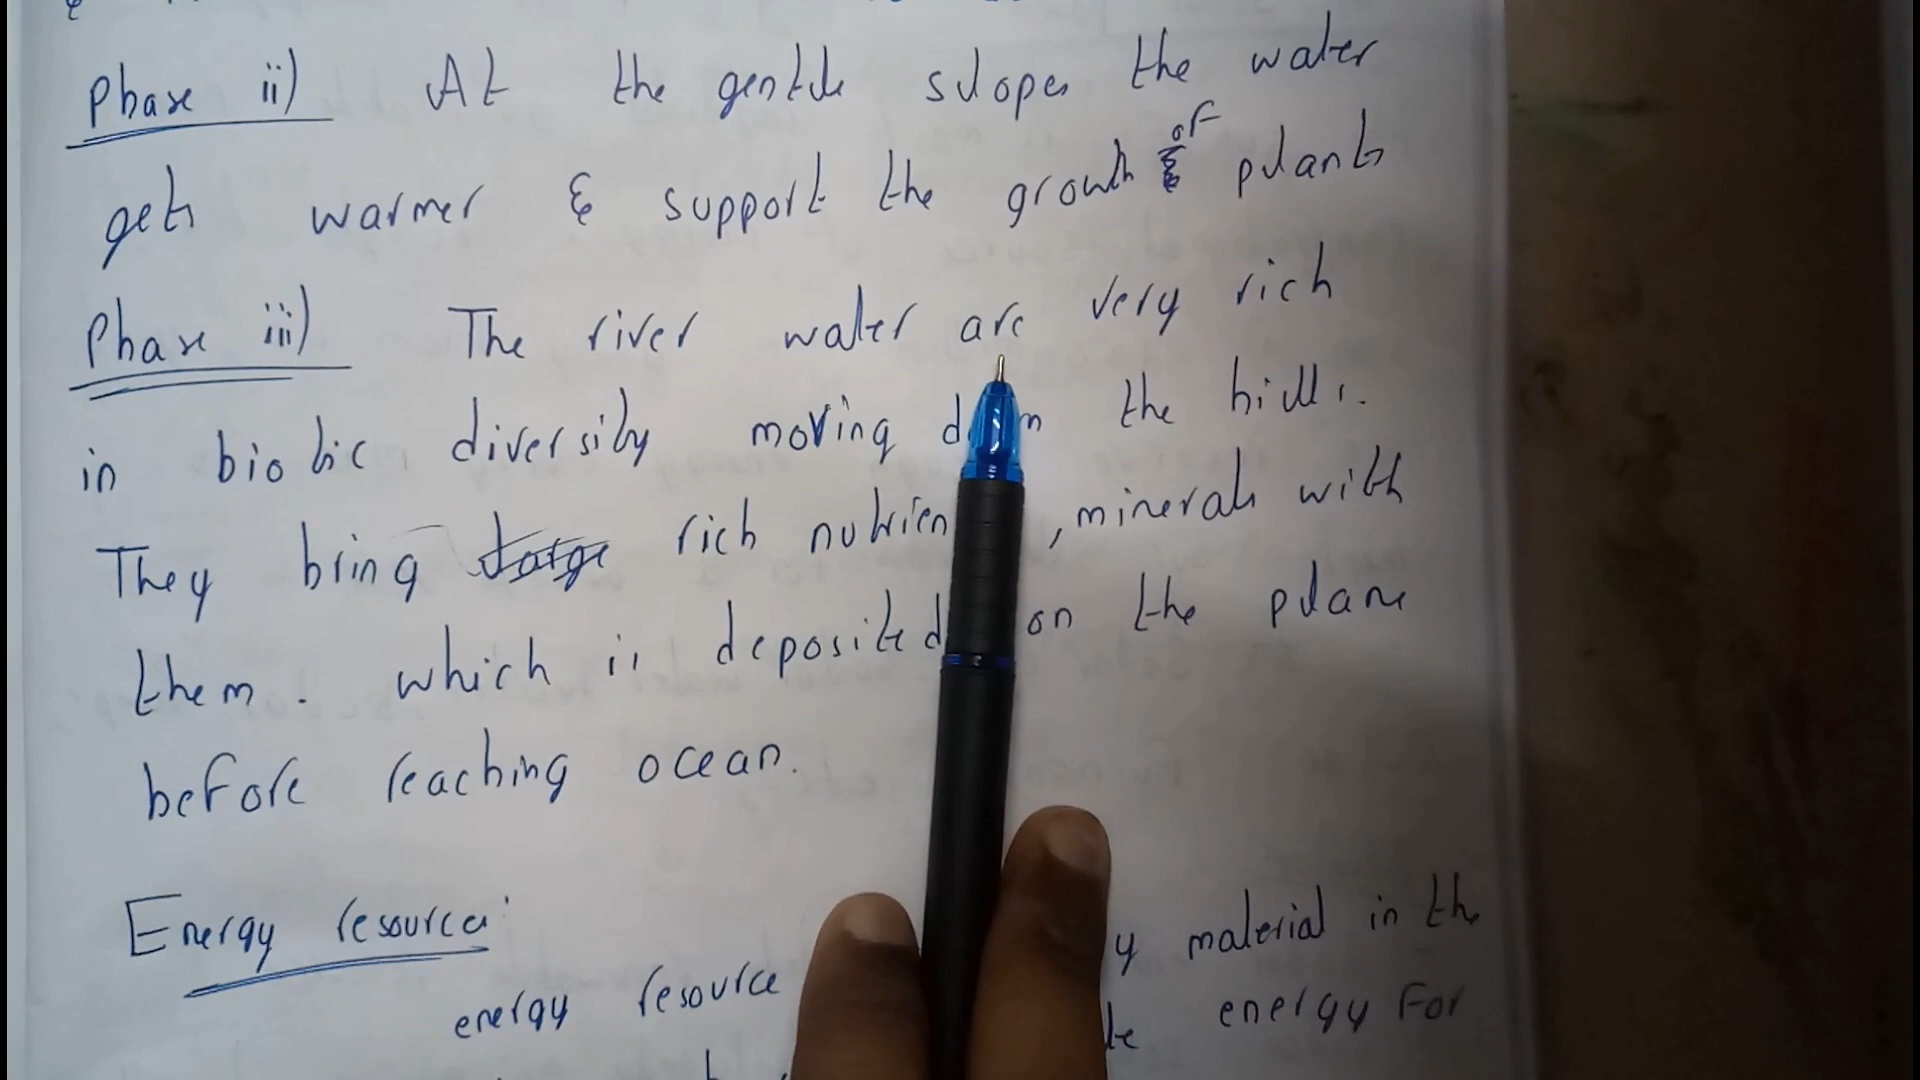 Phase ii) At the gentle slopes the water
gets warmer & support the growth of plants
Phase iii) The river water are very rich
in biotic diversity moving the hills.
They bring rich , minerals with
them. which is deposited on the plane
before reaching ocean.
Energy resources:
energy resource material in the
energy for